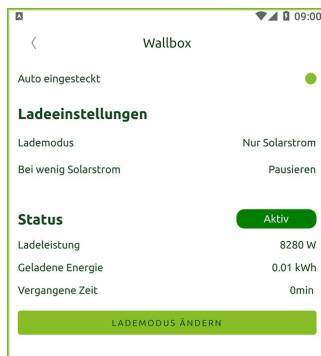 09:00
Wallbox
Auto eingesteckt
Ladeeinstellungen
Lademodus Nur Solarstrom
Bei wenig Solarstrom Pausieren
Status Aktiv
Ladeleistung 8280 W
Geladene Energie 0.01 kWh
Vergangene Zeit 0min
LADEMODUS ÄNDERN